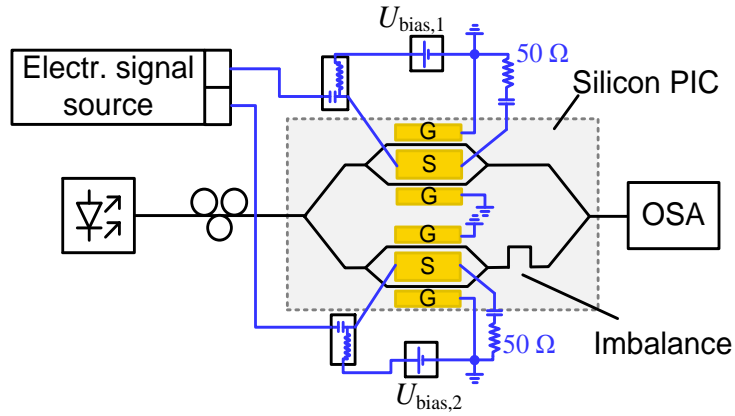 U_bias,1
50 Ω
Electr. signal
source
Silicon PIC
G
S
G
OSA
G
S
G
50 Ω
Imbalance
U_bias,2